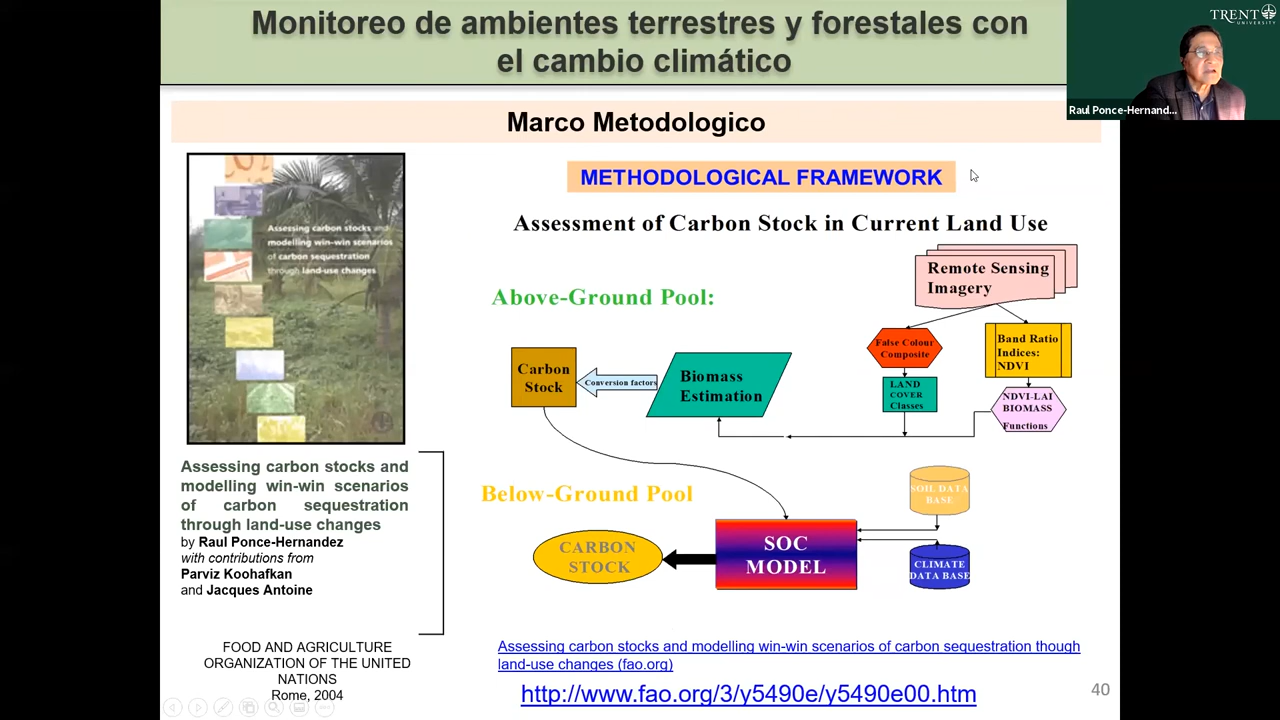 Monitoreo de ambientes terrestres y forestales con
el cambio climático
TRENT
UNIVERSITY
Raul Ponce-Hernand...
Marco Metodologico
METHODOLOGICAL FRAMEWORK
Assessment of Carbon Stock in Current Land Use
Assessing carbon stocks and
modelling win-win scenarios
of carbon sequestration
through land-use changes
Remote Sensing
Imagery
Above-Ground Pool:
False Colour
Composite
Band Ratio
Indices:
NDVI
Carbon
Stock
Conversion factors
Biomass
Estimation
LAND
COVER
Classes
NDVI-LAI
BIOMASS
Functions
Below-Ground Pool
SOIL DATA
BASE
CARBON
STOCK
SOC
MODEL
CLIMATE
DATA BASE
Assessing carbon stocks and
modelling win-win scenarios
of carbon sequestration
through land-use changes
by Raul Ponce-Hernandez
with contributions from
Parviz Koohafkan
and Jacques Antoine
FOOD AND AGRICULTURE
ORGANIZATION OF THE UNITED
NATIONS
Rome, 2004
Assessing carbon stocks and modelling win-win scenarios of carbon sequestration though
land-use changes (fao.org)
http://www.fao.org/3/y5490e/y5490e00.htm
40